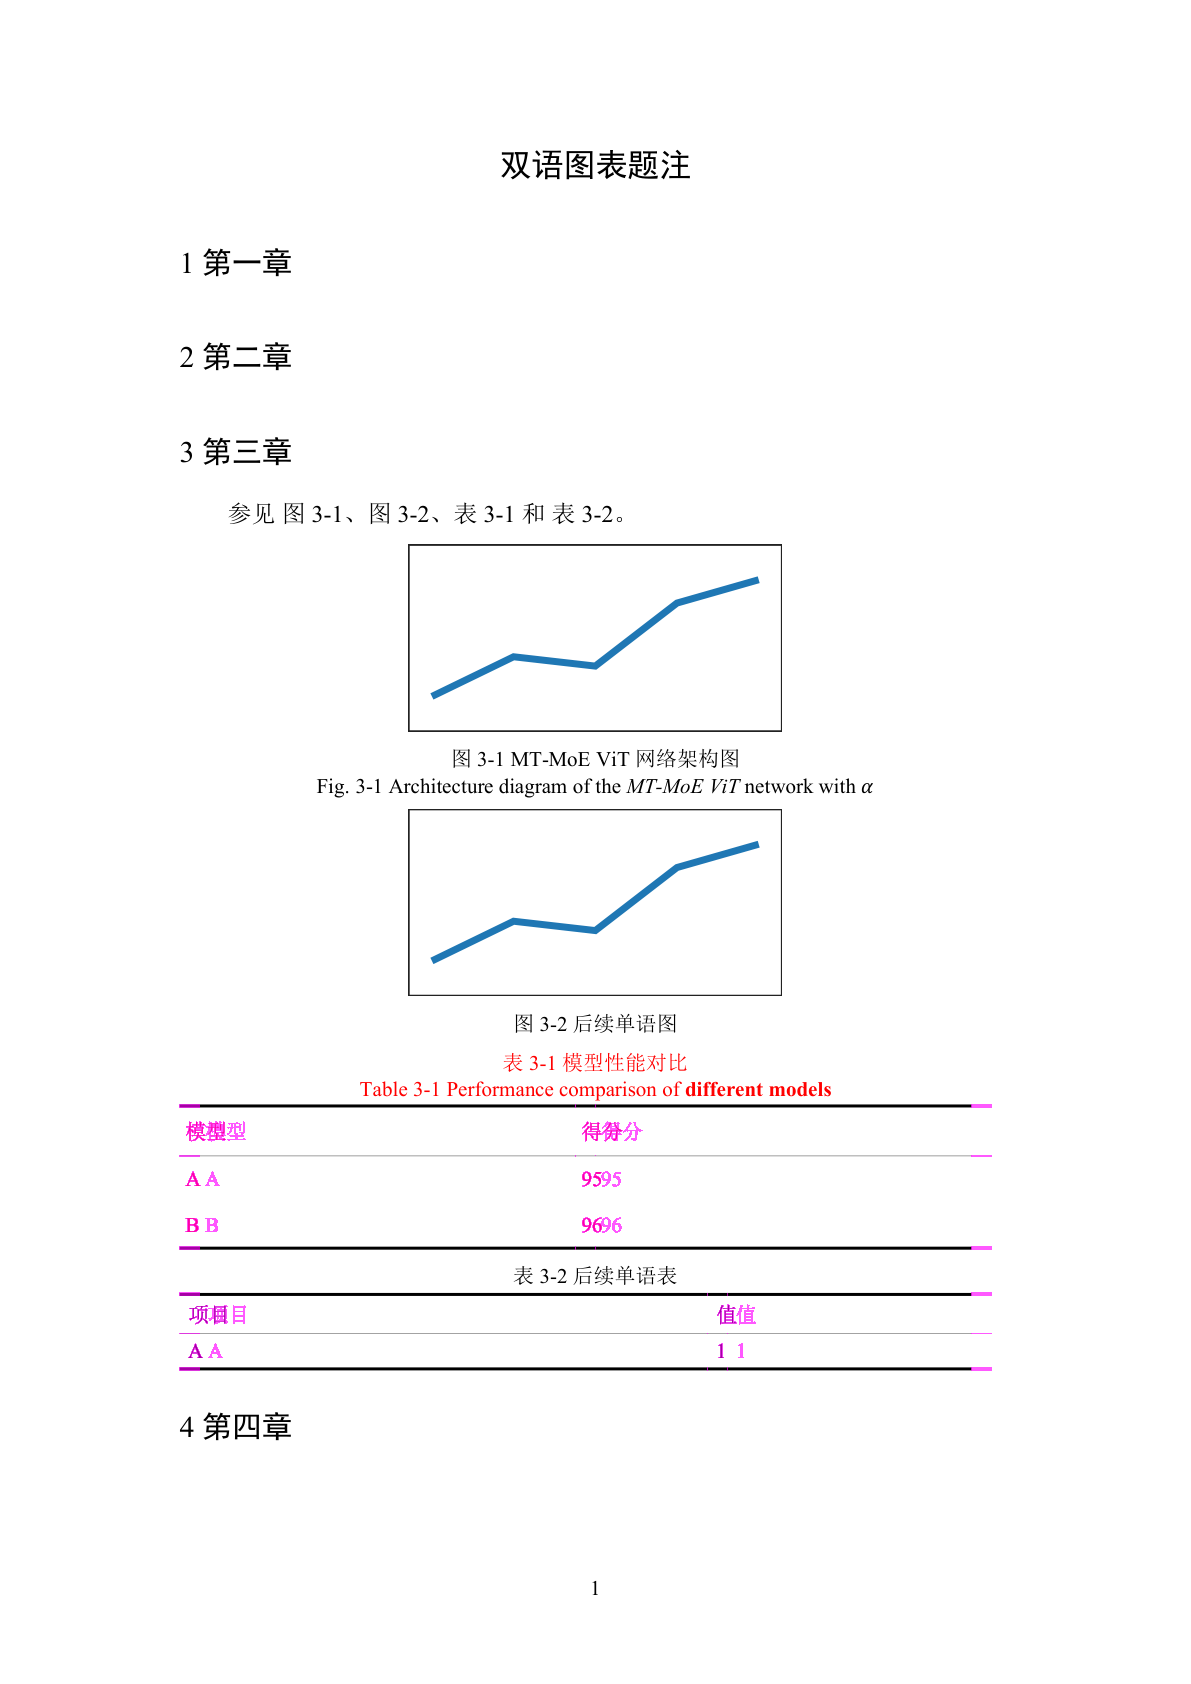 双语图表题注
1 第一章
2 第二章
3 第三章
参见 图 3-1、图 3-2、表 3-1 和 表 3-2。
图 3-1 MT-MoE ViT 网络架构图
Fig. 3-1 Architecture diagram of the MT-MoE ViT network with α
图 3-2 后续单语图
表 3-1 模型性能对比
Table 3-1 Performance comparison of different models
模型 得分
A 95
B 96
表 3-2 后续单语表
项目 值
A 1
4 第四章
1